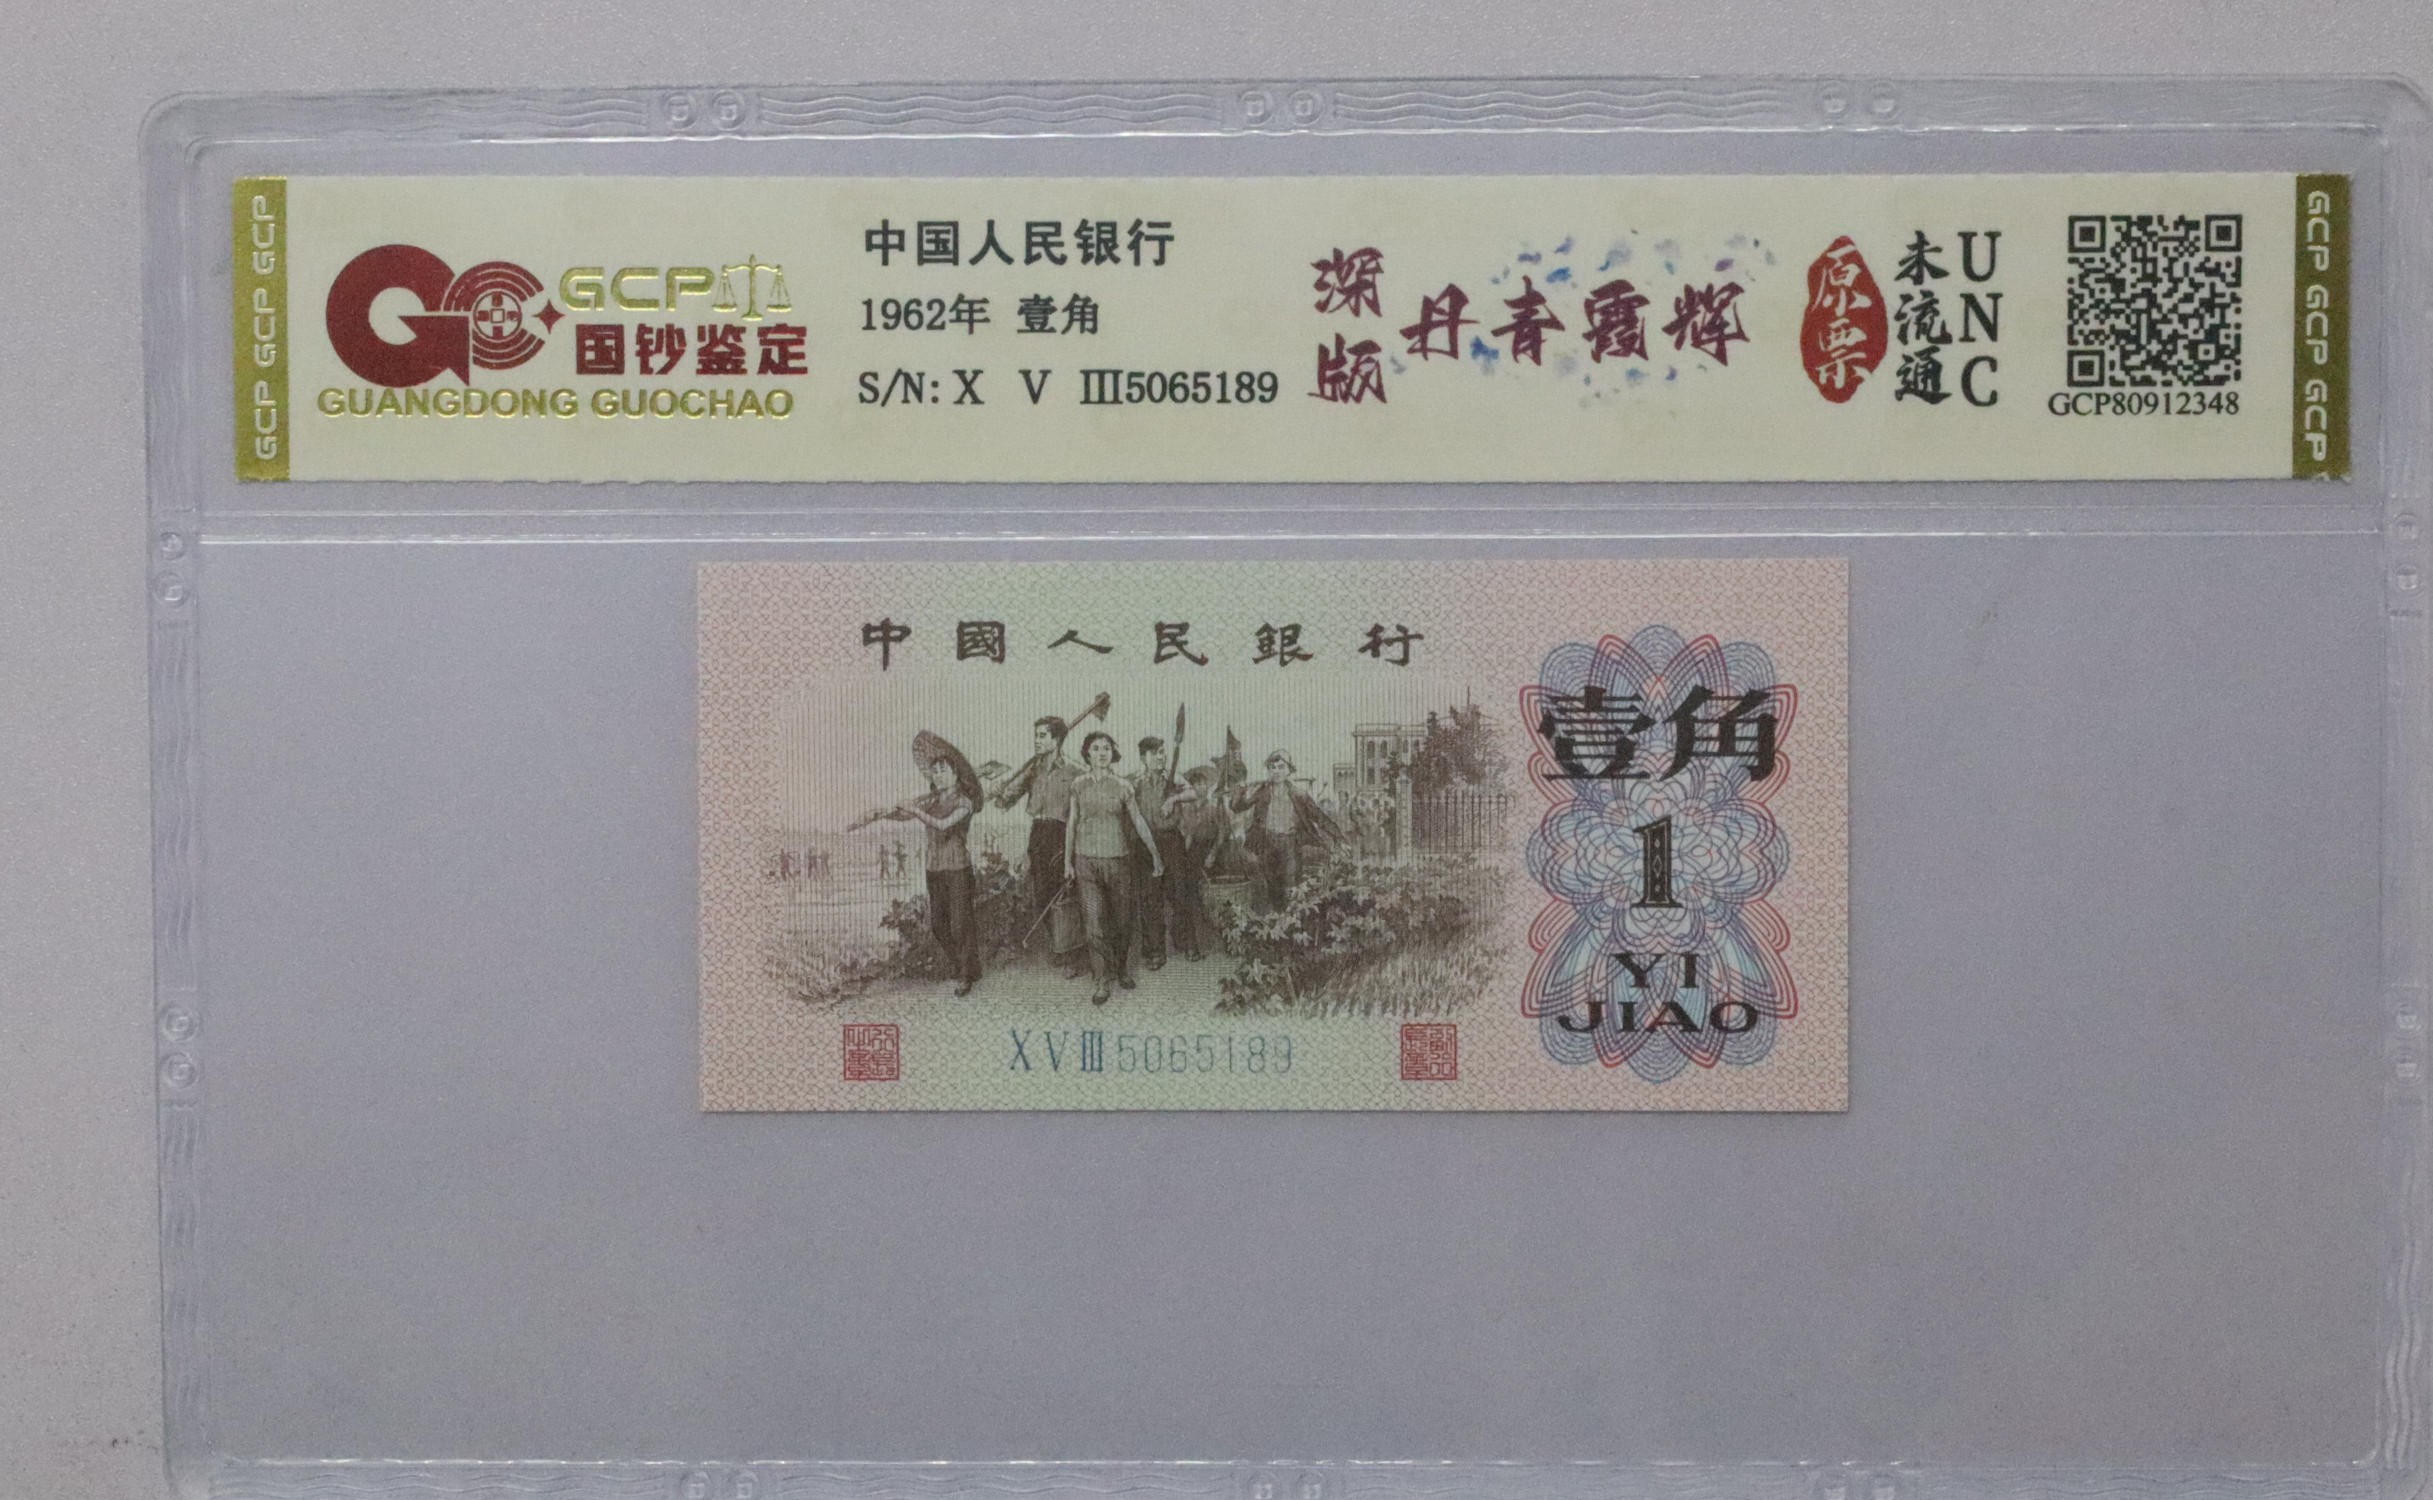 GCP GCP GCP
GCP
国钞鉴定
GUANGDONG GUOCHAO
中国人民银行
1962年 壹角
S/N: X V Ⅲ5065189
深版
丹青霞辉
原票
未流通
UNC
GCP80912348
GCP GCP GCP
中國人民銀行
壹角
1
YI
JIAO
X V Ⅲ 5065189